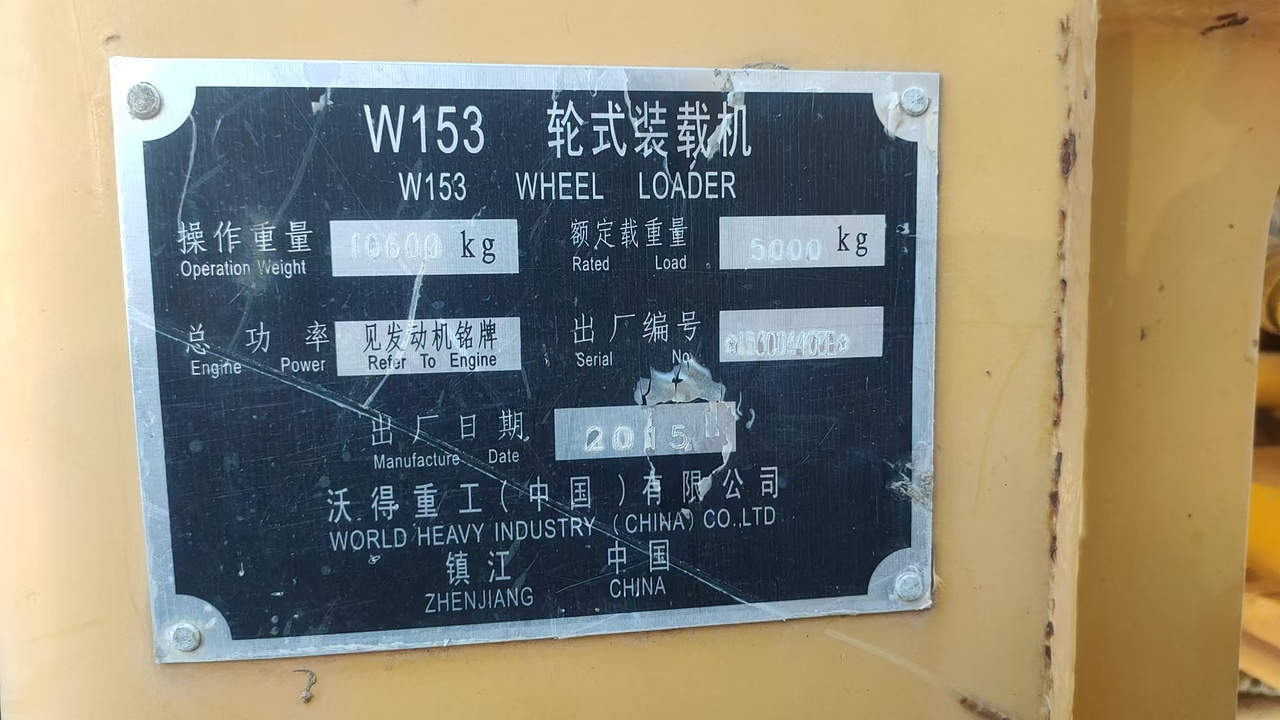 W153 轮式装载机
W153 WHEEL LOADER
操作重量 16600 kg 额定载重量 5000 kg
Operation Weight Rated Load
总功率 见发动机铭牌 出厂编号
Engine Power Refer To Engine Serial No
出厂日期 2015
Manufacture Date
沃得重工(中国)有限公司
WORLD HEAVY INDUSTRY (CHINA) CO.,LTD
镇江 中国
ZHENJIANG CHINA